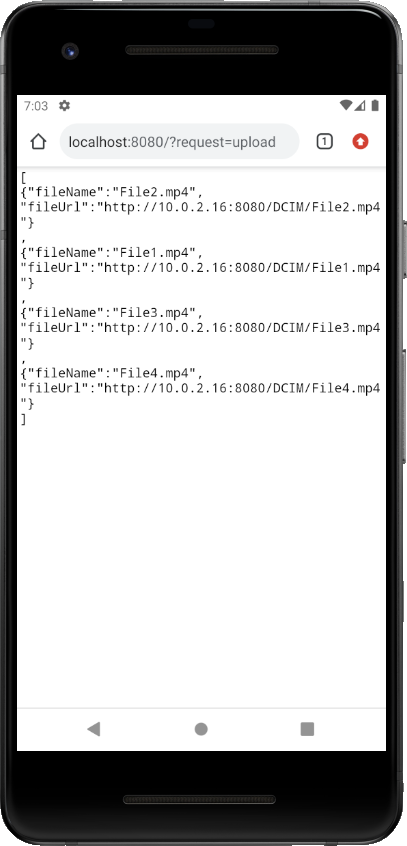 7:03
localhost:8080/?request=upload
1
[
{"fileName":"File2.mp4",
"fileUrl":"http://10.0.2.16:8080/DCIM/File2.mp4
"}
,
{"fileName":"File1.mp4",
"fileUrl":"http://10.0.2.16:8080/DCIM/File1.mp4
"}
,
{"fileName":"File3.mp4",
"fileUrl":"http://10.0.2.16:8080/DCIM/File3.mp4
"}
,
{"fileName":"File4.mp4",
"fileUrl":"http://10.0.2.16:8080/DCIM/File4.mp4
"}
]